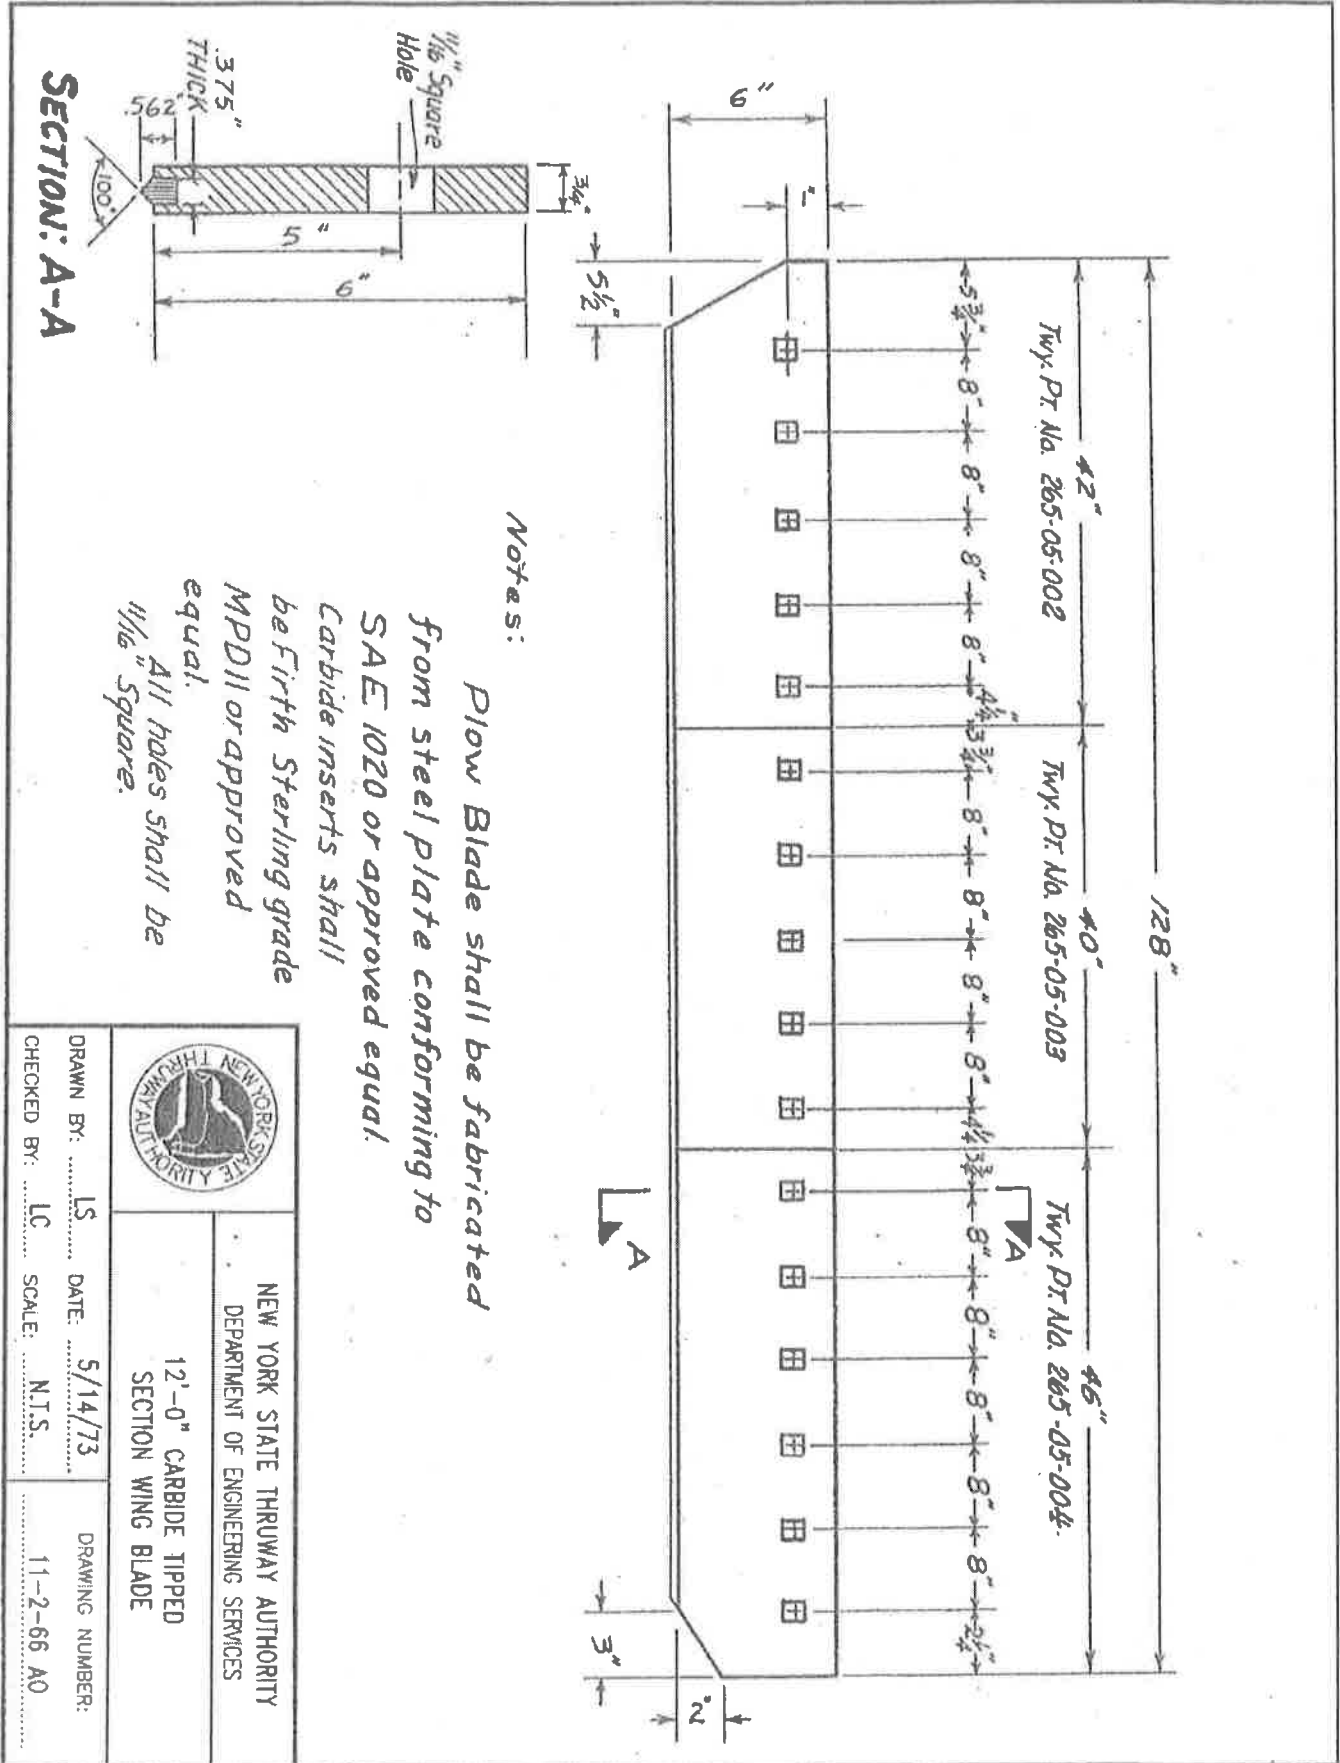 128"
42"
40"
46"
Twy. Pt. No. 265-05-002
Twy. Pt. No. 265-05-003
Twy. Pt. No. 265-05-004
5 3/4"
8"
8"
8"
8"
4 1/4"
3 3/4"
8"
8"
8"
8"
4 1/4
3 3/4
8"
8"
8"
8"
8"
2 1/4"
6"
1"
5 1/2"
A
A
3"
2"
11/16" Square
Hole
3/4"
.375"
THICK
.562"
100°
5"
6"
SECTION: A-A
Notes:
Plow Blade shall be fabricated
from steel plate conforming to
SAE 1020 or approved equal.
Carbide inserts shall
be Firth Sterling grade
MPD11 or approved
equal.
All holes shall be
11/16" Square.
NEW YORK STATE
THRUWAY AUTHORITY
NEW YORK STATE THRUWAY AUTHORITY
DEPARTMENT OF ENGINEERING SERVICES
12'-0" CARBIDE TIPPED
SECTION WING BLADE
DRAWN BY: LS DATE: 5/14/73
CHECKED BY: LC SCALE: N.T.S.
DRAWING NUMBER:
11-2-66 A0